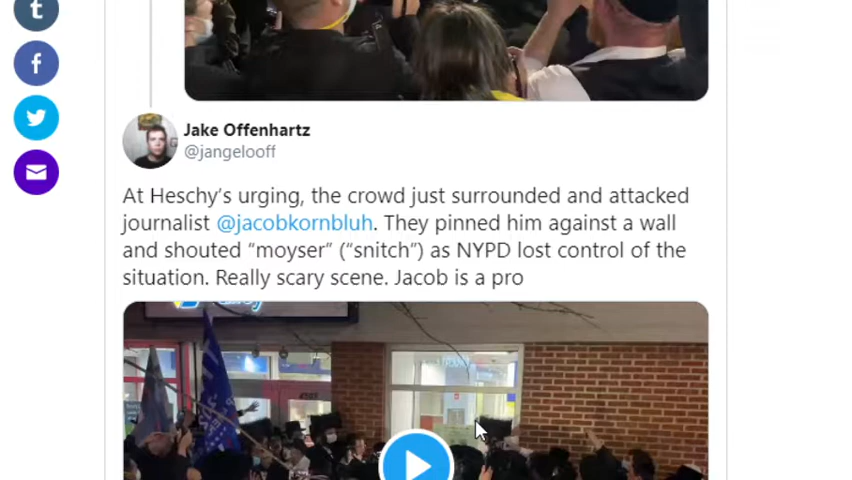 Jake Offenhartz
@jangelooff
At Heschy's urging, the crowd just surrounded and attacked
journalist @jacobkornbluh. They pinned him against a wall
and shouted “moyser” (“snitch”) as NYPD lost control of the
situation. Really scary scene. Jacob is a pro